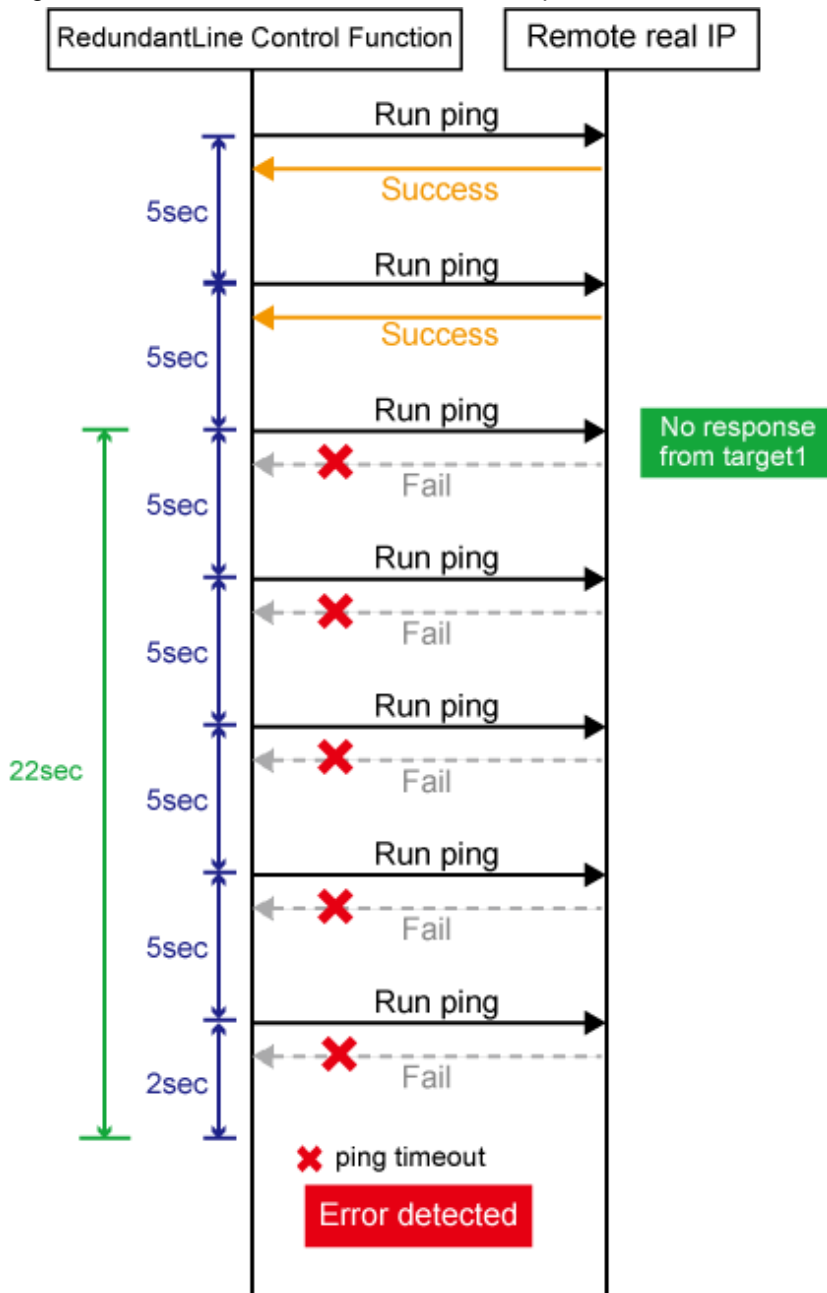 RedundantLine Control Function
Remote real IP
Run ping
Success
5sec
Run ping
Success
5sec
Run ping
No response
from target1
Fail
5sec
Run ping
Fail
5sec
Run ping
22sec
Fail
5sec
Run ping
Fail
5sec
Run ping
Fail
2sec
ping timeout
Error detected